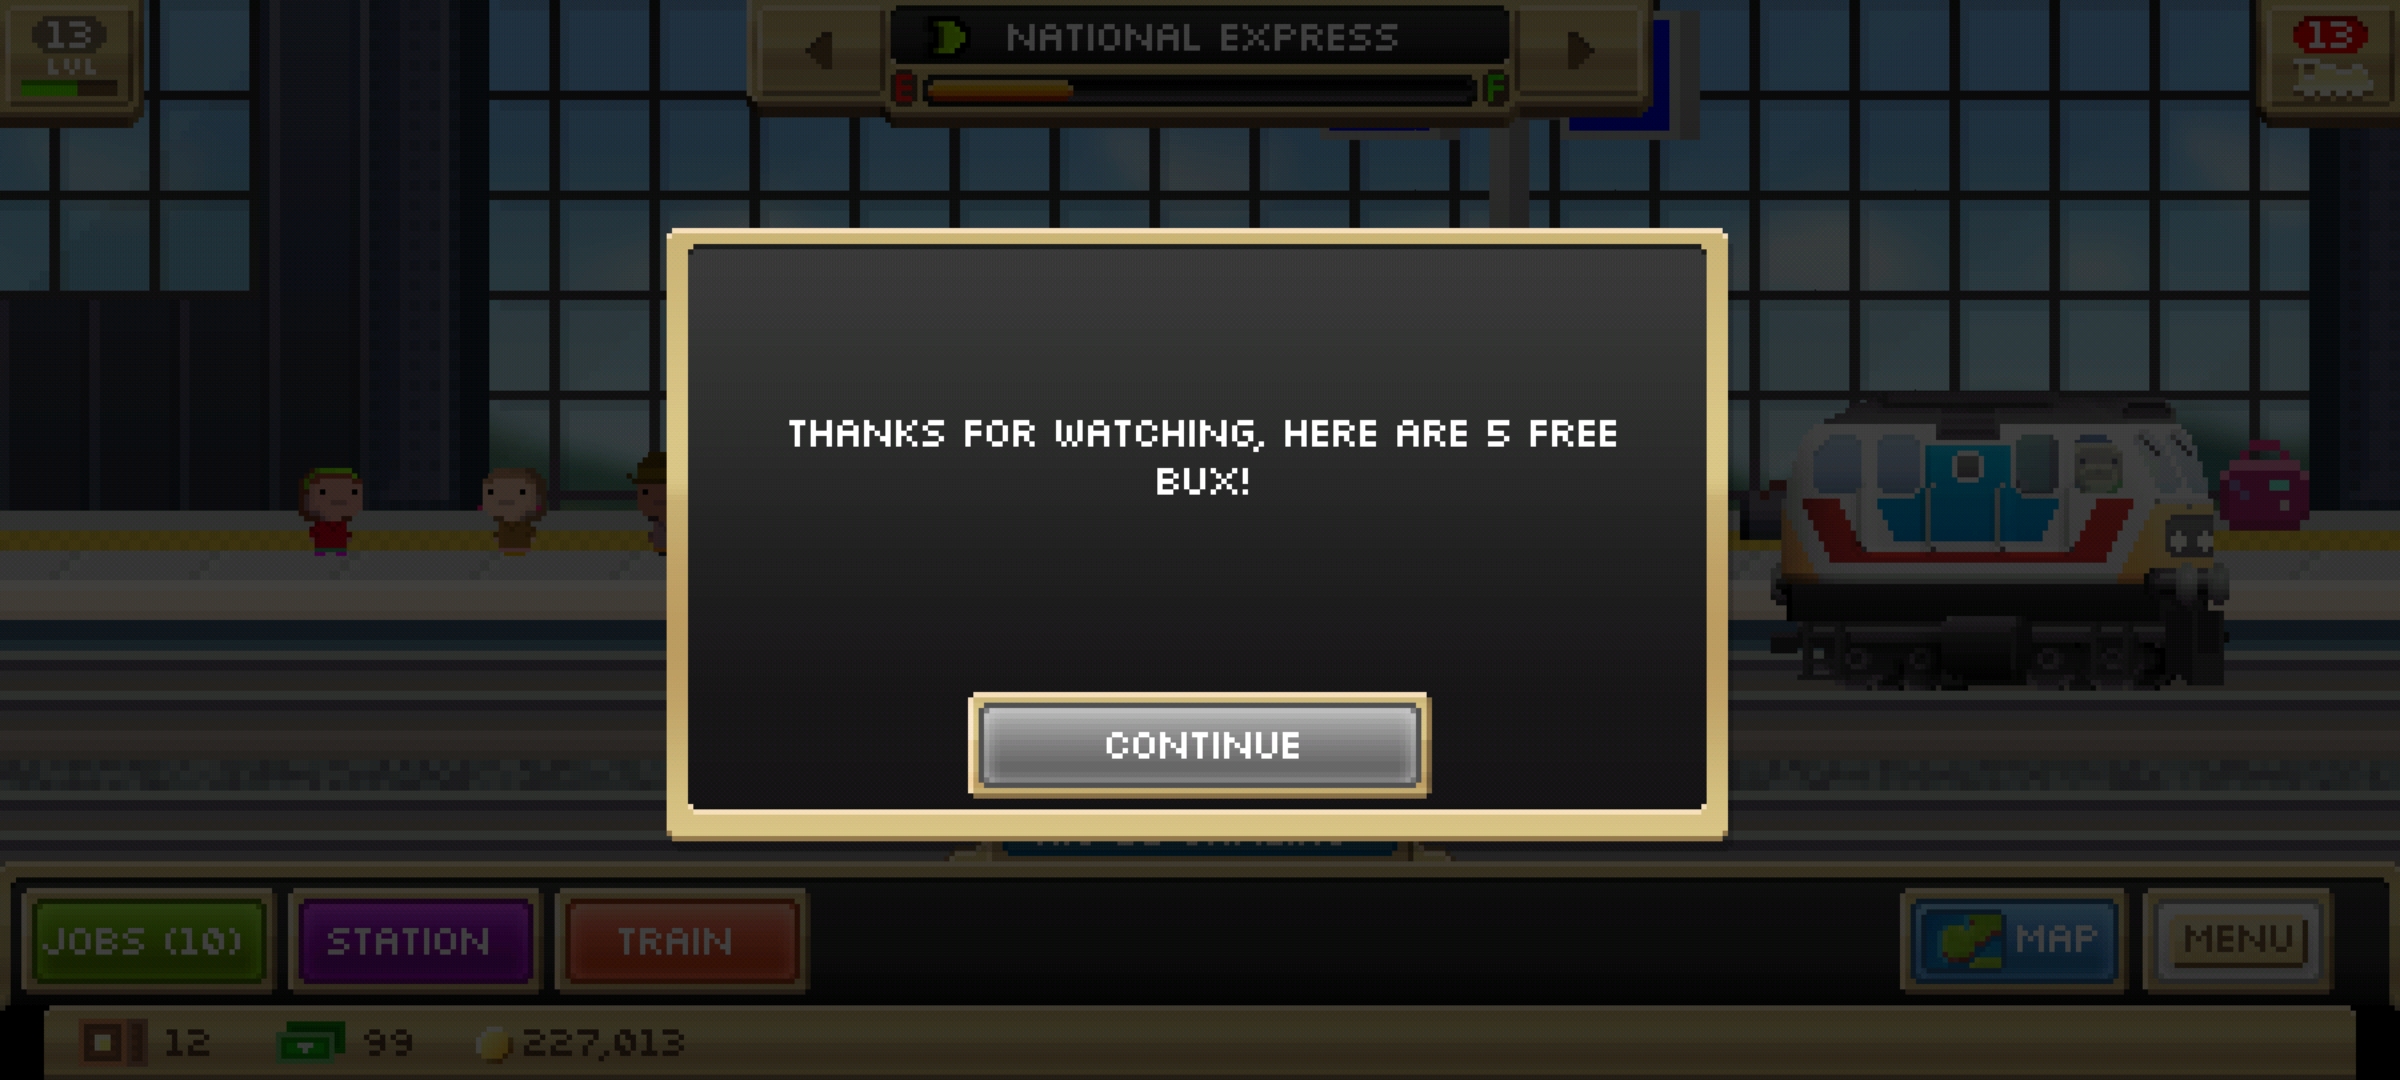 13
LVL
NATIONAL EXPRESS
E
F
13
THANKS FOR WATCHING, HERE ARE 5 FREE
BUX!
CONTINUE
JOBS (10)
STATION
TRAIN
MAP
MENU
12
99
227,013